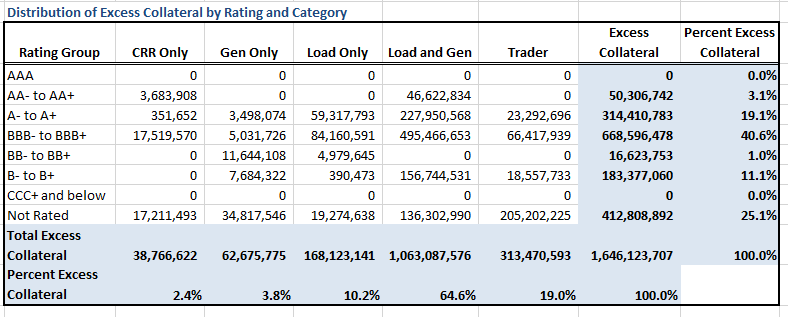 Distribution of Excess Collateral by Rating and Category
Excess Percent Excess
Rating Group CRR Only Gen Only Load Only Load and Gen Trader Collateral Collateral
AAA 0 0 0 0 0 0 0.0%
AA- to AA+ 3,683,908 0 0 46,622,834 0 50,306,742 3.1%
A- to A+ 351,652 3,498,074 59,317,793 227,950,568 23,292,696 314,410,783 19.1%
BBB- to BBB+ 17,519,570 5,031,726 84,160,591 495,466,653 66,417,939 668,596,478 40.6%
BB- to BB+ 0 11,644,108 4,979,645 0 0 16,623,753 1.0%
B- to B+ 0 7,684,322 390,473 156,744,531 18,557,733 183,377,060 11.1%
CCC+ and below 0 0 0 0 0 0 0.0%
Not Rated 17,211,493 34,817,546 19,274,638 136,302,990 205,202,225 412,808,892 25.1%
Total Excess
Collateral 38,766,622 62,675,775 168,123,141 1,063,087,576 313,470,593 1,646,123,707 100.0%
Percent Excess
Collateral 2.4% 3.8% 10.2% 64.6% 19.0% 100.0%